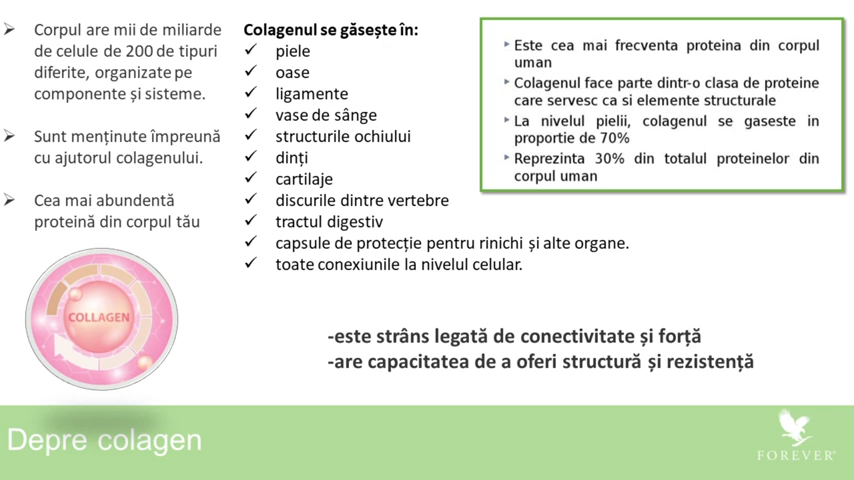 Corpul are mii de miliarde
de celule de 200 de tipuri
diferite, organizate pe
componente și sisteme.
Sunt menținute împreună
cu ajutorul colagenului.
Cea mai abundentă
proteină din corpul tău
COLLAGEN
Colagenul se găsește în:
piele
oase
ligamente
vase de sânge
structurile ochiului
dinți
cartilaje
discurile dintre vertebre
tractul digestiv
capsule de protecție pentru rinichi și alte organe.
toate conexiunile la nivelul celular.
Este cea mai frecventa proteina din corpul
uman
Colagenul face parte dintr-o clasa de proteine
care servesc ca si elemente structurale
La nivelul pielii, colagenul se gaseste in
proportie de 70%
Reprezinta 30% din totalul proteinelor din
corpul uman
-este strâns legată de conectivitate și forță
-are capacitatea de a oferi structură și rezistență
Depre colagen
FOREVER